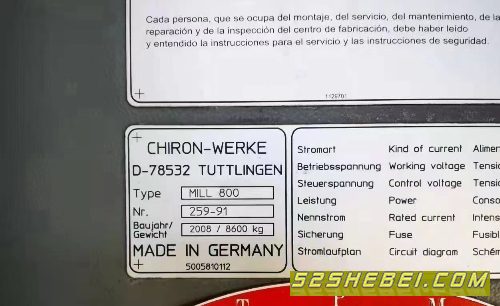 Cada persona, que se ocupa del montaje, del servicio, del mantenimiento, de la
reparación y de la inspección del centro de fabricación, debe haber leído
y entendido la instrucciones para el servicio y las instrucciones de seguridad.
CHIRON-WERKE
D-78532 TUTTLINGEN
Type MILL 800
Nr. 259-91
Baujahr/
Gewicht 2008 / 8600 kg
MADE IN GERMANY
5005810112
Stromart Kind of current
Betriebsspannung Working voltage
Steuerspannung Control voltage
Leistung Power
Nennstrom Rated current
Sicherung Fuse
Stromlaufplan Circuit diagram
52SHEBEI.COM
T P M